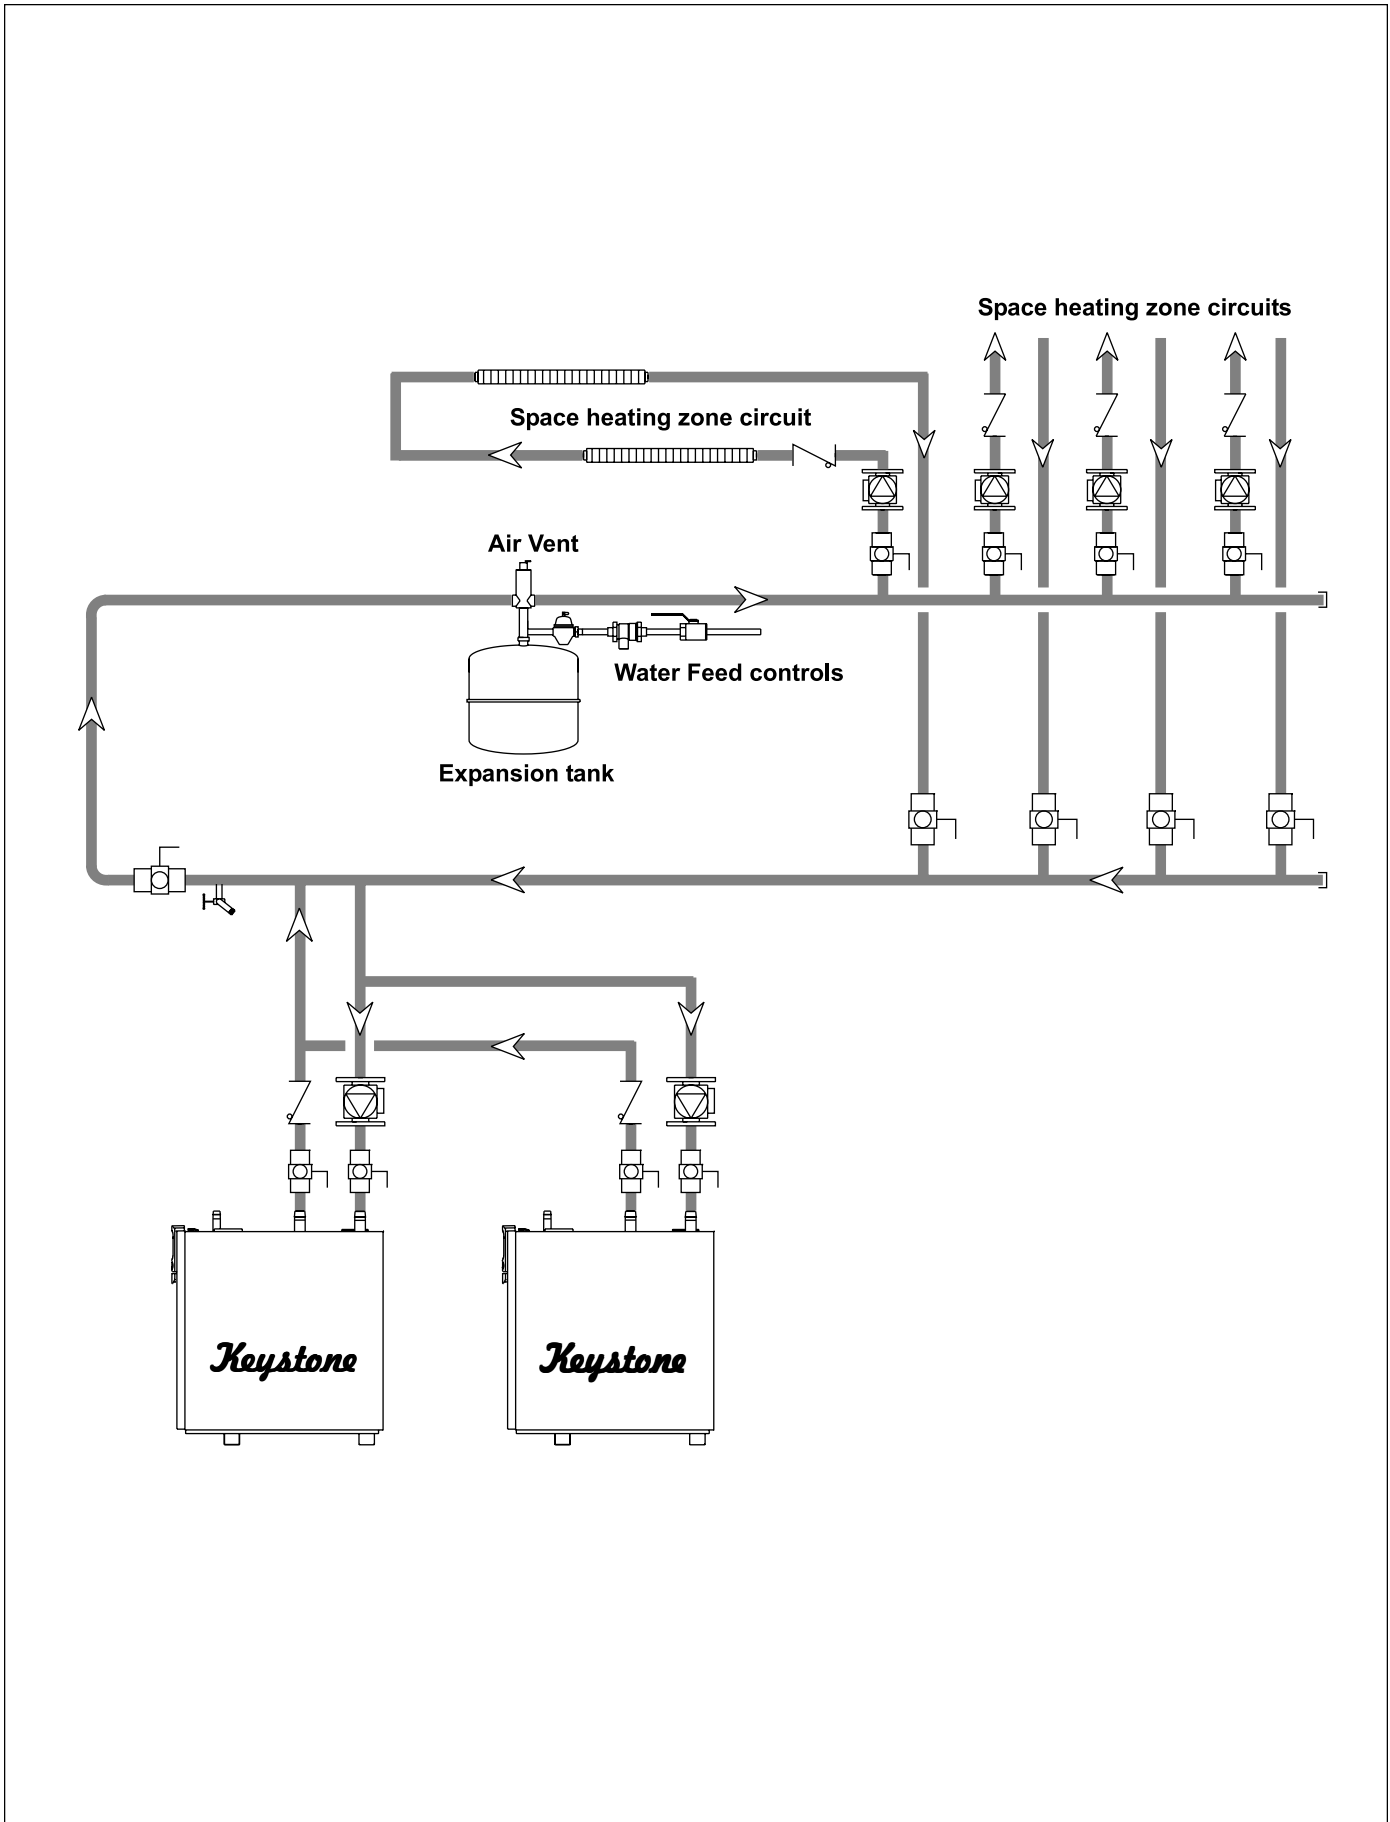 Space heating zone circuits
Space heating zone circuit
Air Vent
Water Feed controls
Expansion tank
Keystone
Keystone